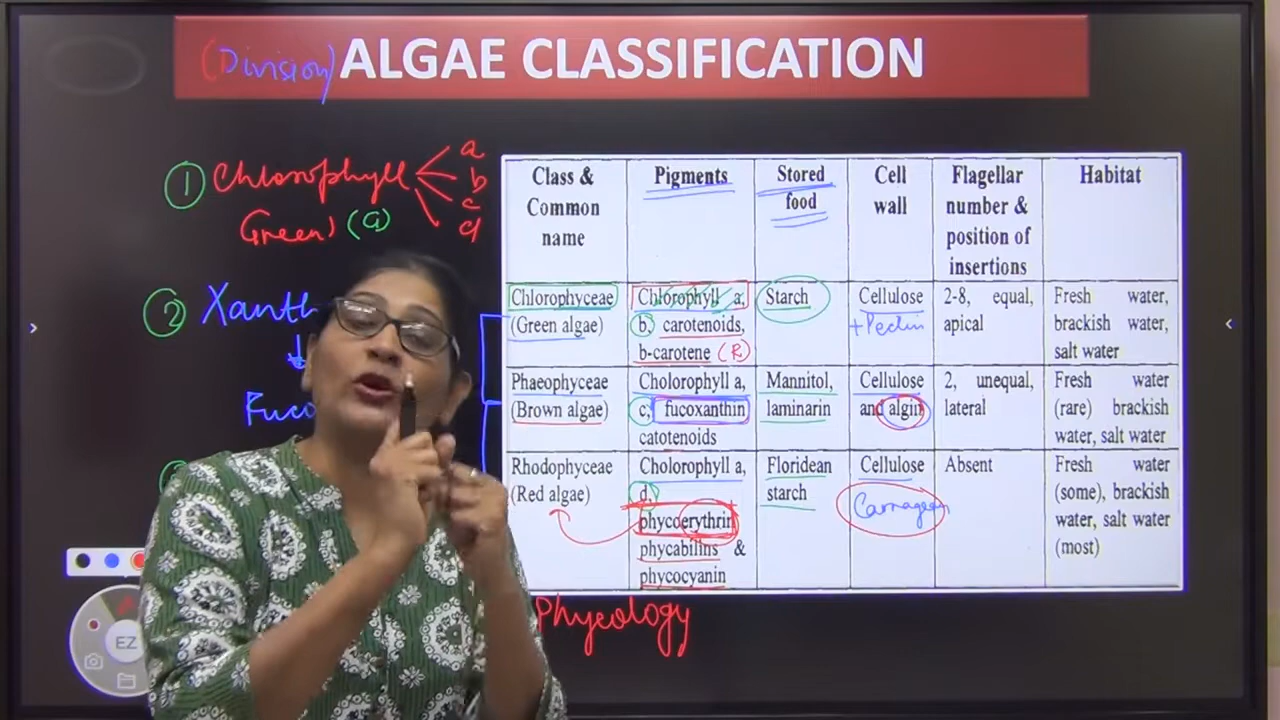 (Division) ALGAE CLASSIFICATION
1 Chlorophyll a
b
c
d
Green) (a)
2 Xanth
Fuco
Class & Common name
Pigments
Stored food
Cell wall
Flagellar number & position of insertions
Habitat
Chlorophyceae
(Green algae)
Chlorophyll a,
b, carotenoids,
b-carotene (R)
Starch
Cellulose
+Pectin
2-8, equal,
apical
Fresh water,
brackish water,
salt water
Phaeophyceae
(Brown algae)
Cholorophyll a,
c, fucoxanthin
catotenoids
Mannitol,
laminarin
Cellulose
and algin
2, unequal,
lateral
Fresh water
(rare) brackish
water, salt water
Rhodophyceae
(Red algae)
Cholorophyll a,
d,
phycoerythrin
phycabilins &
phycocyanin
Floridean
starch
Cellulose
Absent
Fresh water
(some), brackish
water, salt water
(most)
Phycology
EZ